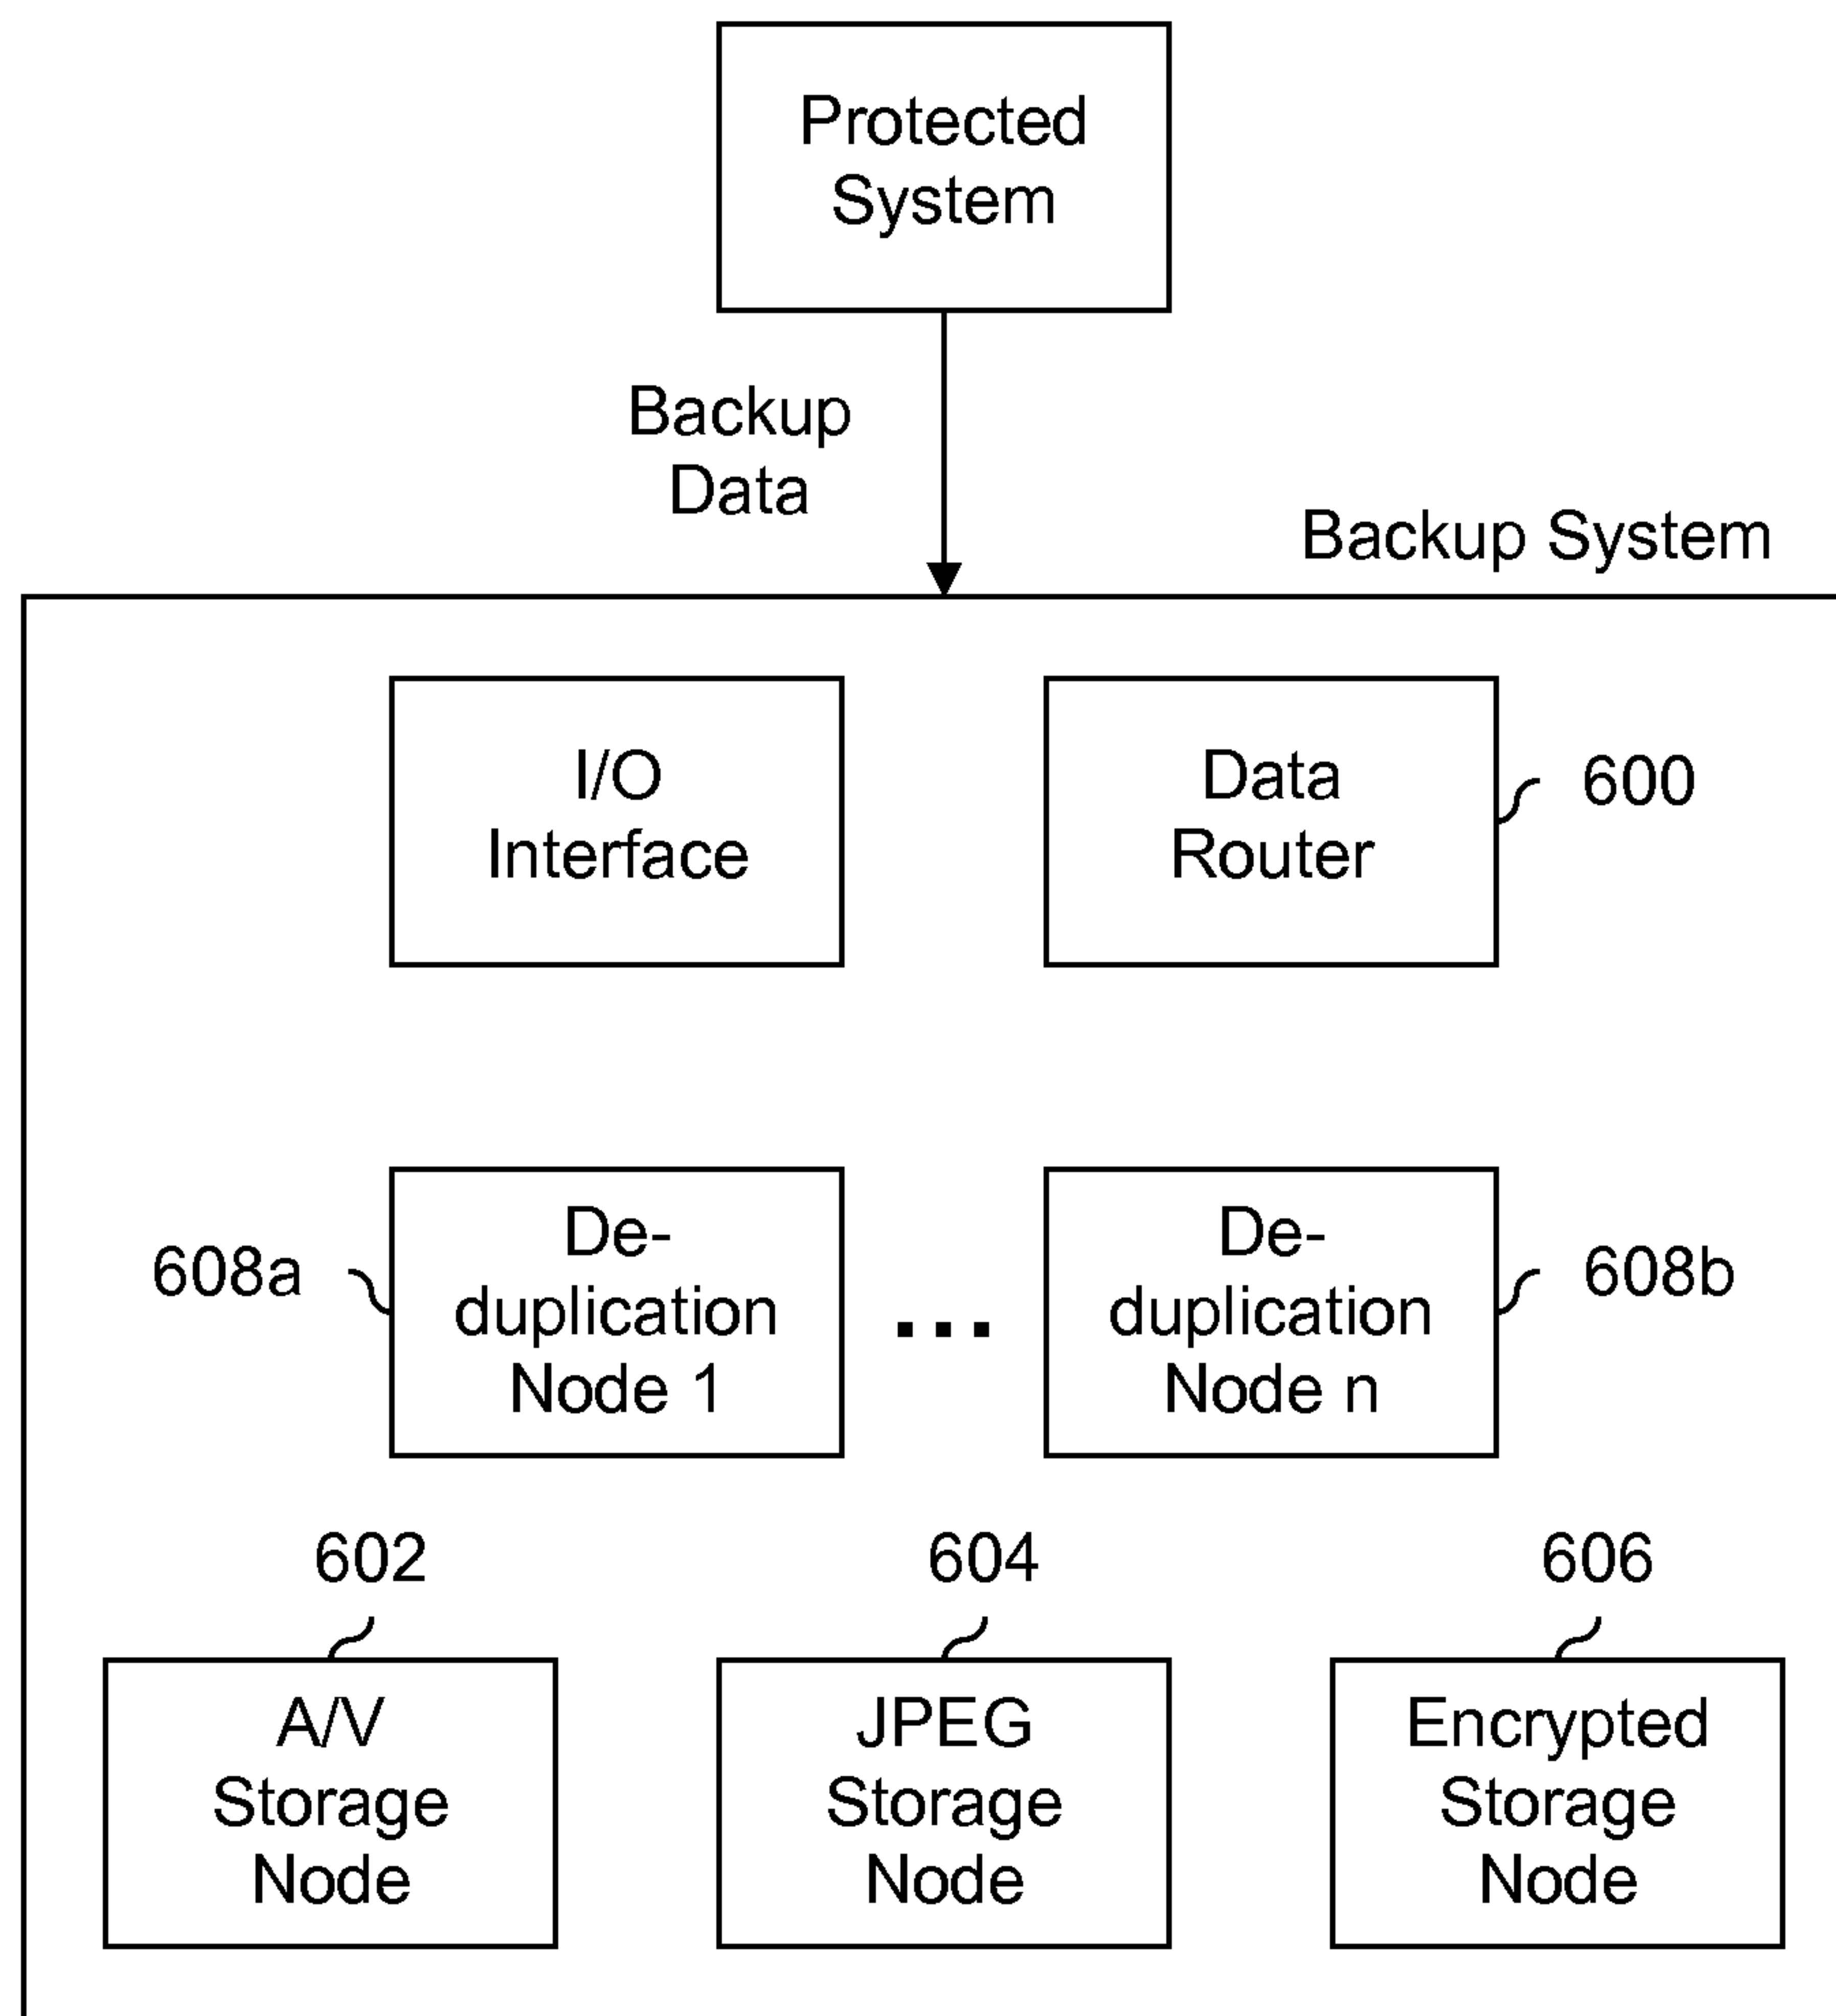 Protected
System
Backup
Data
Backup System
I/O
Interface
Data
Router
600
608a
De-
duplication
Node 1
...
De-
duplication
Node n
608b
602
604
606
A/V
Storage
Node
JPEG
Storage
Node
Encrypted
Storage
Node